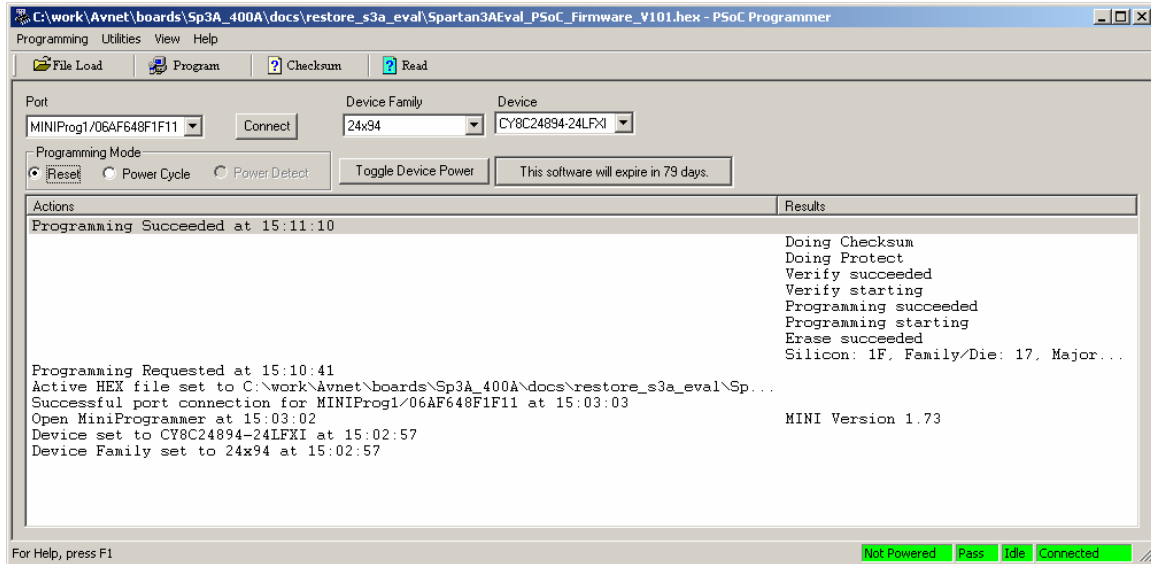 C:\work\Avnet\boards\Sp3A_400A\docs\restore_s3a_eval\Spartan3AEval_PSoC_Firmware_V101.hex - PSoC Programmer
Programming Utilities View Help
File Load Program Checksum Read
Port Device Family Device
MINIProg1/06AF648F1F11 Connect 24x94 CY8C24894-24LFXI
Programming Mode
Reset Power Cycle Power Detect Toggle Device Power This software will expire in 79 days.
Actions Results
Programming Succeeded at 15:11:10
Doing Checksum
Doing Protect
Verify succeeded
Verify starting
Programming succeeded
Programming starting
Erase succeeded
Silicon: 1F, Family/Die: 17, Major...
Programming Requested at 15:10:41
Active HEX file set to C:\work\Avnet\boards\Sp3A_400A\docs\restore_s3a_eval\Sp...
Successful port connection for MINIProg1/06AF648F1F11 at 15:03:03
Open MiniProgrammer at 15:03:02 MINI Version 1.73
Device set to CY8C24894-24LFXI at 15:02:57
Device Family set to 24x94 at 15:02:57
For Help, press F1 Not Powered Pass Idle Connected